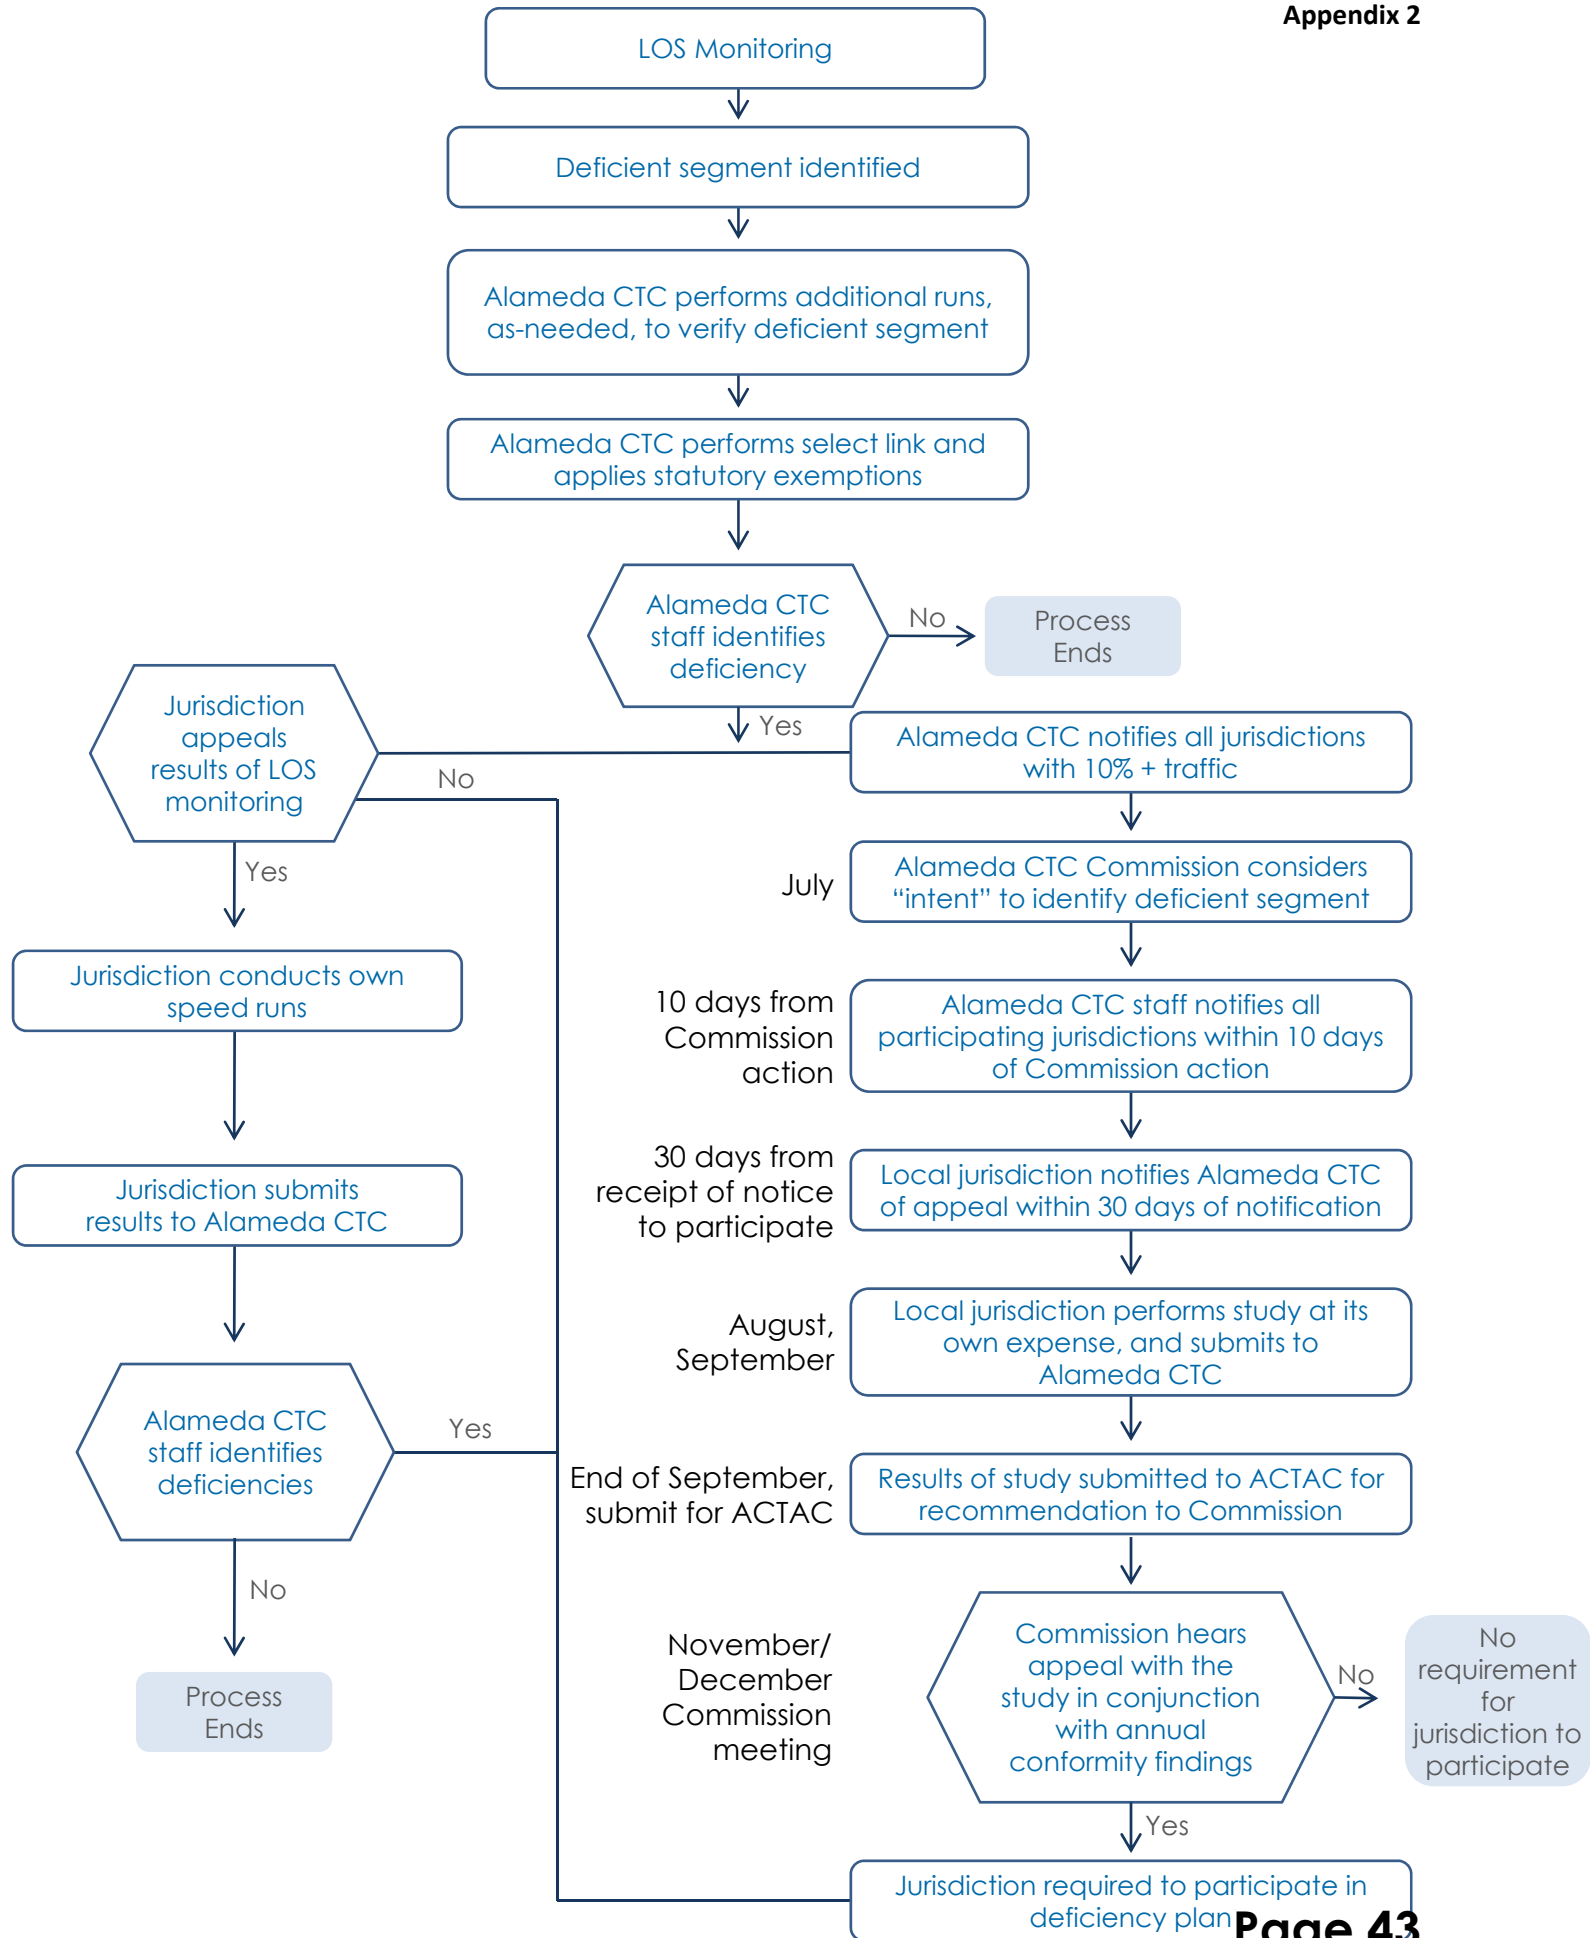 Appendix 2
LOS Monitoring
Deficient segment identified
Alameda CTC performs additional runs,
as-needed, to verify deficient segment
Alameda CTC performs select link and
applies statutory exemptions
Alameda CTC
staff identifies
deficiency
No
Process
Ends
Yes
Jurisdiction
appeals
results of LOS
monitoring
No
Yes
Jurisdiction conducts own
speed runs
Jurisdiction submits
results to Alameda CTC
Alameda CTC
staff identifies
deficiencies
Yes
No
Process
Ends
Alameda CTC notifies all jurisdictions
with 10% + traffic
July
Alameda CTC Commission considers
“intent” to identify deficient segment
10 days from
Commission
action
Alameda CTC staff notifies all
participating jurisdictions within 10 days
of Commission action
30 days from
receipt of notice
to participate
Local jurisdiction notifies Alameda CTC
of appeal within 30 days of notification
August,
September
Local jurisdiction performs study at its
own expense, and submits to
Alameda CTC
End of September,
submit for ACTAC
Results of study submitted to ACTAC for
recommendation to Commission
November/
December
Commission
meeting
Commission hears
appeal with the
study in conjunction
with annual
conformity findings
No
No
requirement
for
jurisdiction to
participate
Yes
Jurisdiction required to participate in
deficiency plan
Page 43